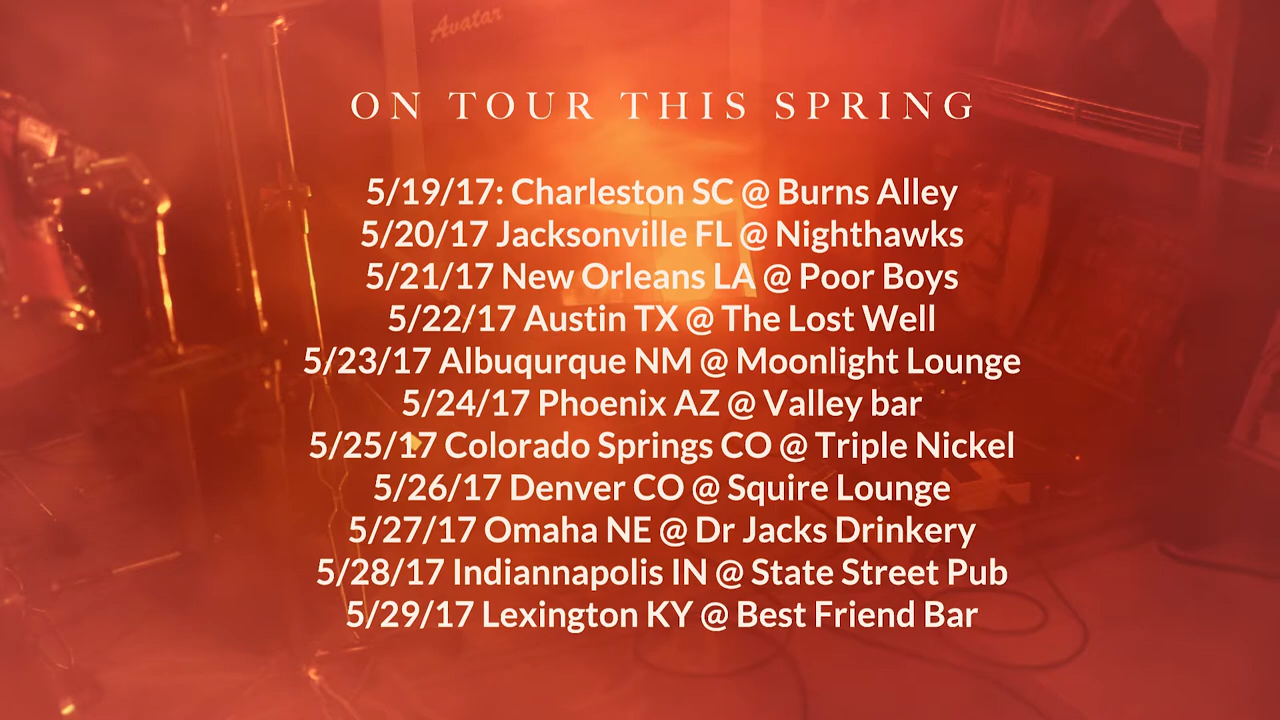 Avatar
ON TOUR THIS SPRING
5/19/17: Charleston SC @ Burns Alley
5/20/17 Jacksonville FL @ Nighthawks
5/21/17 New Orleans LA @ Poor Boys
5/22/17 Austin TX @ The Lost Well
5/23/17 Albuqurque NM @ Moonlight Lounge
5/24/17 Phoenix AZ @ Valley bar
5/25/17 Colorado Springs CO @ Triple Nickel
5/26/17 Denver CO @ Squire Lounge
5/27/17 Omaha NE @ Dr Jacks Drinkery
5/28/17 Indiannapolis IN @ State Street Pub
5/29/17 Lexington KY @ Best Friend Bar